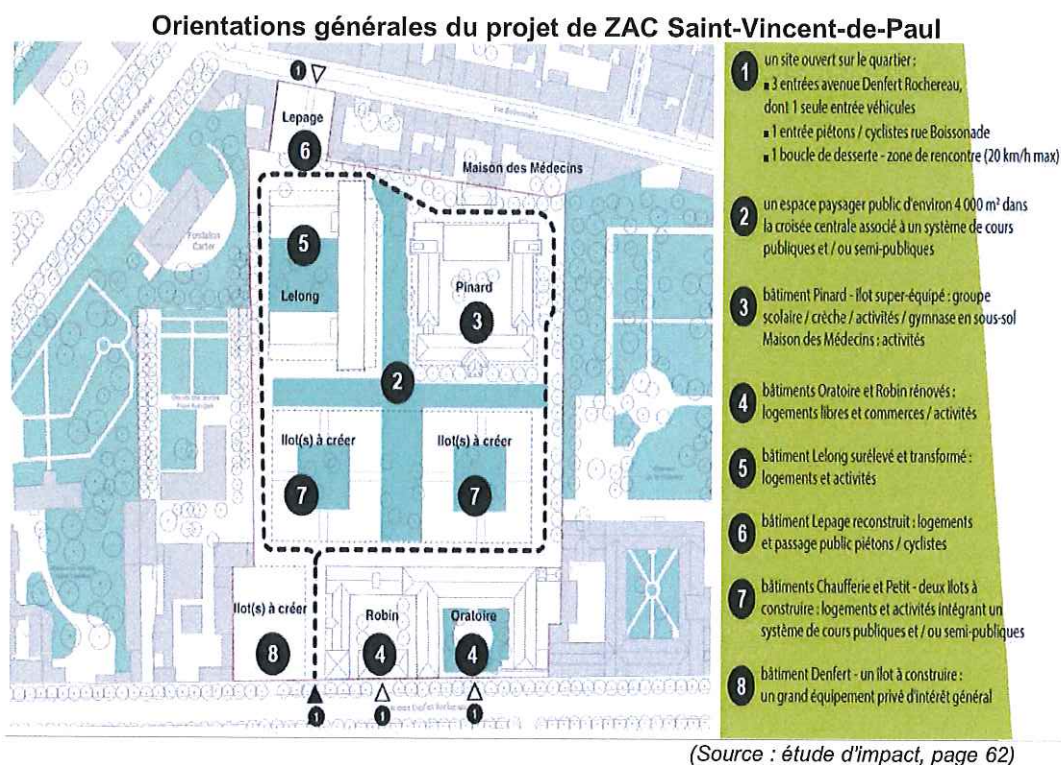 Orientations générales du projet de ZAC Saint-Vincent-de-Paul
1
Lepage
6
rue Boissonade
Maison des Médecins
Fondation
Cartier
5
Lelong
Pinard
3
2
Ilot(s) à créer
7
Ilot(s) à créer
7
Ilot(s) à créer
8
Robin
4
Oratoire
4
1
1
1
1 un site ouvert sur le quartier :
▪ 3 entrées avenue Denfert Rochereau,
dont 1 seule entrée véhicules
▪ 1 entrée piétons / cyclistes rue Boissonade
▪ 1 boucle de desserte - zone de rencontre (20 km/h max)
2 un espace paysager public d'environ 4 000 m² dans
la croisée centrale associé à un système de cours
publiques et / ou semi-publiques
3 bâtiment Pinard - îlot super-équipé : groupe
scolaire / crèche / activités / gymnase en sous-sol
Maison des Médecins : activités
4 bâtiments Oratoire et Robin rénovés :
logements libres et commerces / activités
5 bâtiment Lelong surélevé et transformé :
logements et activités
6 bâtiment Lepage reconstruit : logements
et passage public piétons / cyclistes
7 bâtiments Chaufferie et Petit - deux îlots à
construire : logements et activités intégrant un
système de cours publiques et / ou semi-publiques
8 bâtiment Denfert - un îlot à construire :
un grand équipement privé d'intérêt général
(Source : étude d'impact, page 62)